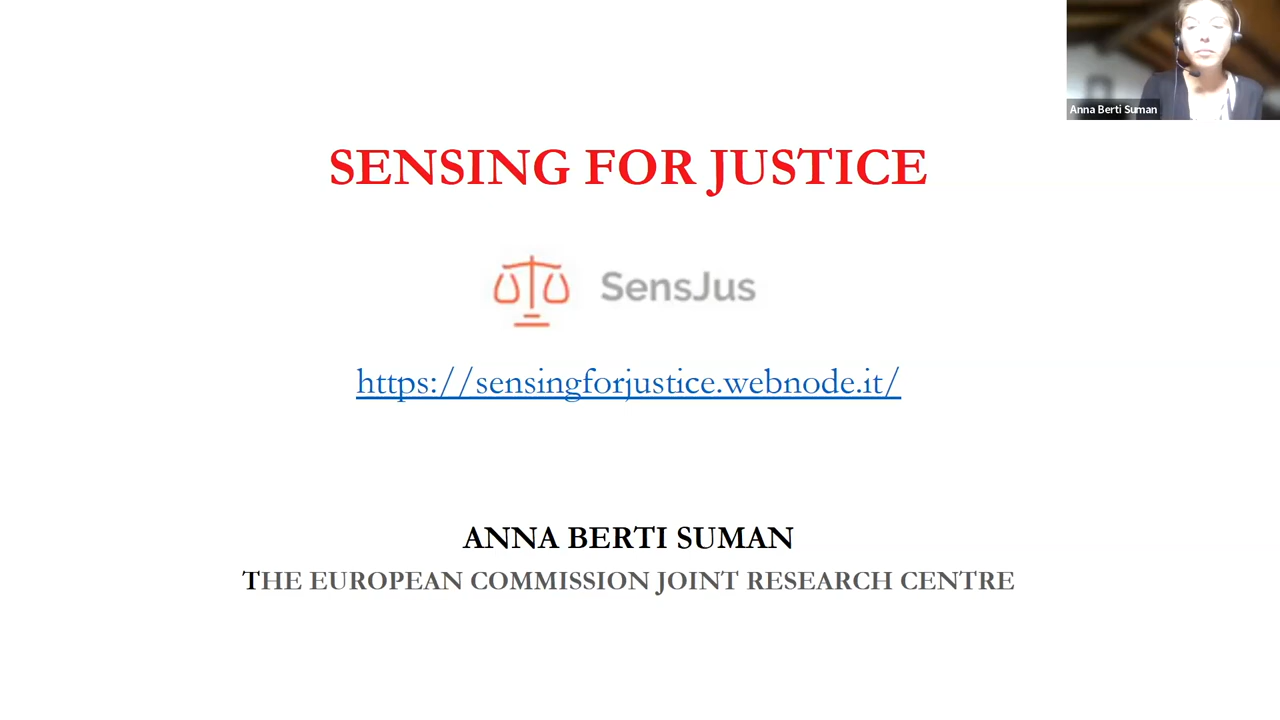 Anna Berti Suman
SENSING FOR JUSTICE
SensJus
https://sensingforjustice.webnode.it/
ANNA BERTI SUMAN
THE EUROPEAN COMMISSION JOINT RESEARCH CENTRE